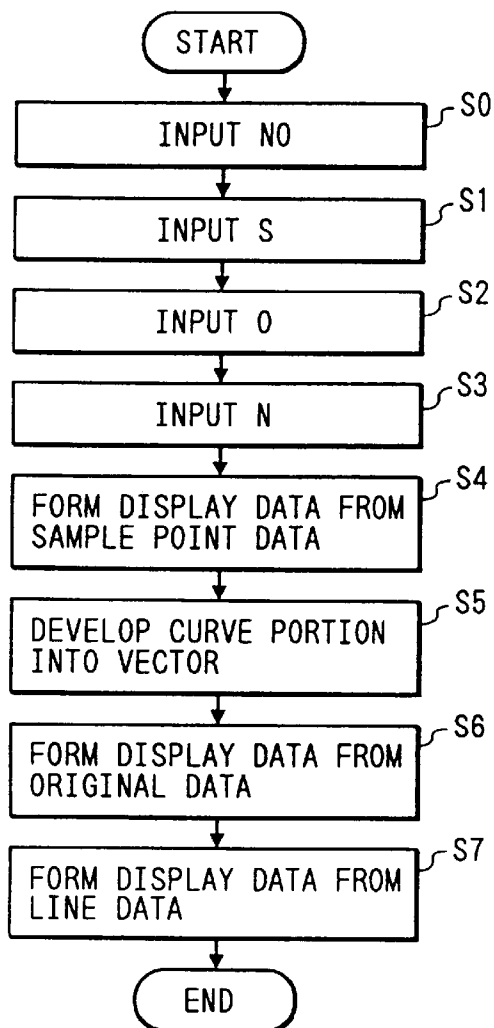 START
S0
INPUT NO
S1
INPUT S
S2
INPUT O
S3
INPUT N
S4
FORM DISPLAY DATA FROM
SAMPLE POINT DATA
S5
DEVELOP CURVE PORTION
INTO VECTOR
S6
FORM DISPLAY DATA FROM
ORIGINAL DATA
S7
FORM DISPLAY DATA FROM
LINE DATA
END